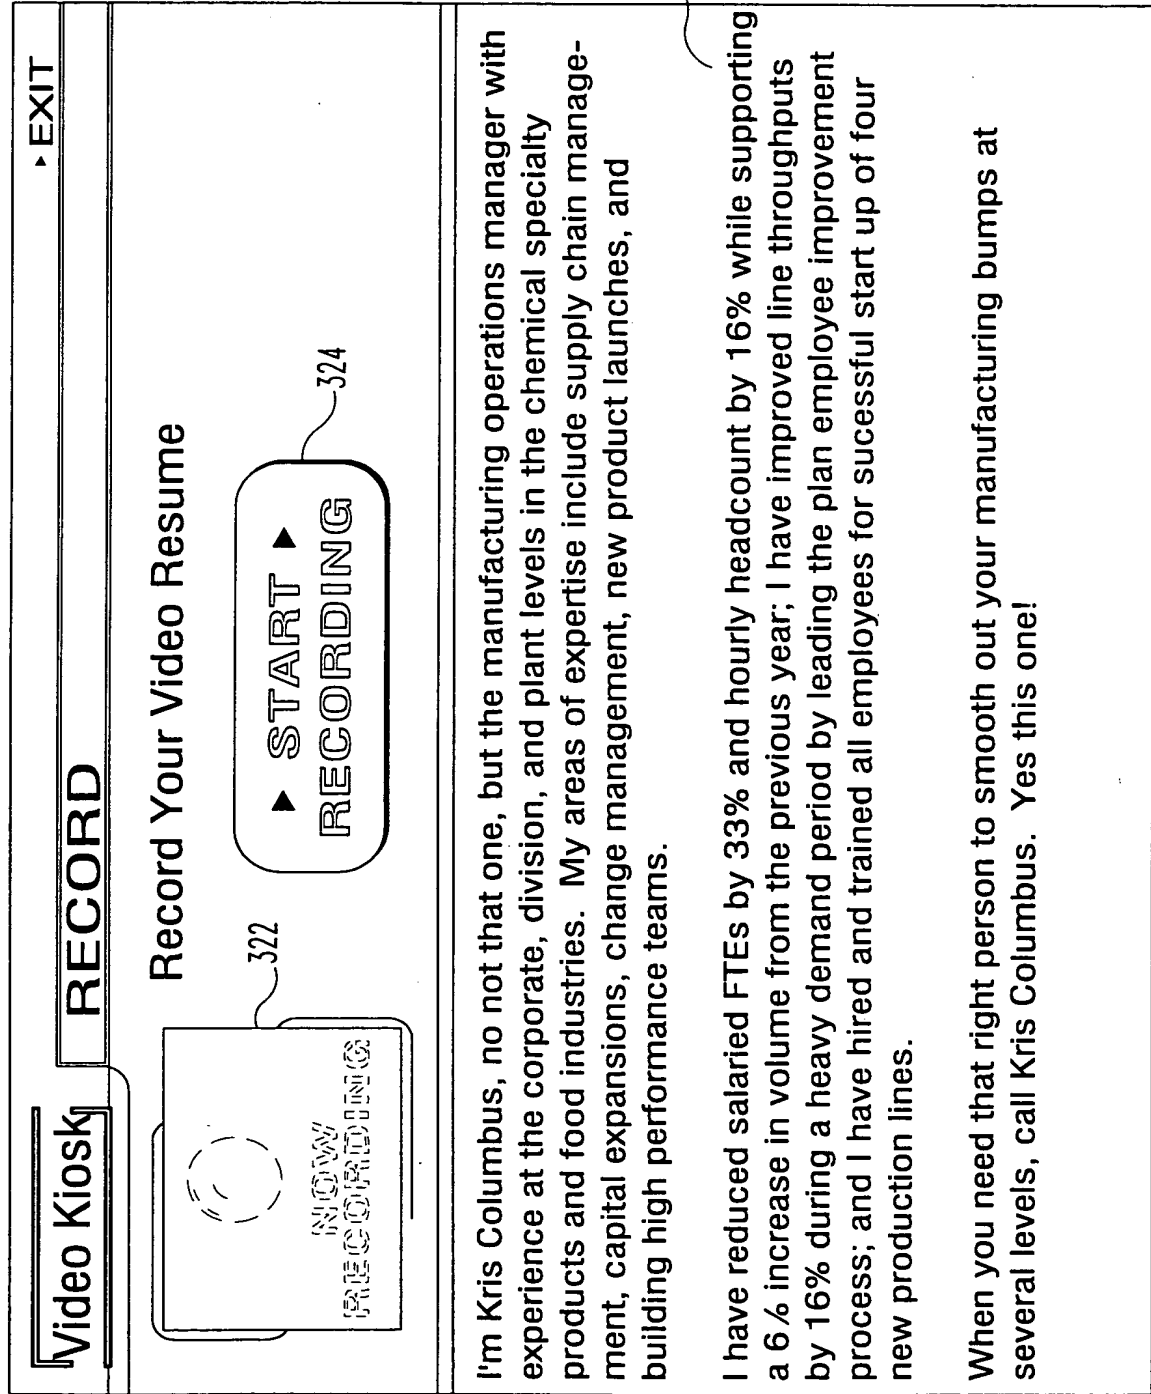 Video Kiosk
▸EXIT
RECORD
Record Your Video Resume
NOW
RECORDING
322
▶ START ▶
RECORDING
324
I'm Kris Columbus, no not that one, but the manufacturing operations manager with
experience at the corporate, division, and plant levels in the chemical specialty
products and food industries. My areas of expertise include supply chain manage-
ment, capital expansions, change management, new product launches, and
building high performance teams.
I have reduced salaried FTEs by 33% and hourly headcount by 16% while supporting
a 6% increase in volume from the previous year; I have improved line throughputs
by 16% during a heavy demand period by leading the plan employee improvement
process; and I have hired and trained all employees for sucessful start up of four
new production lines.
When you need that right person to smooth out your manufacturing bumps at
several levels, call Kris Columbus. Yes this one!